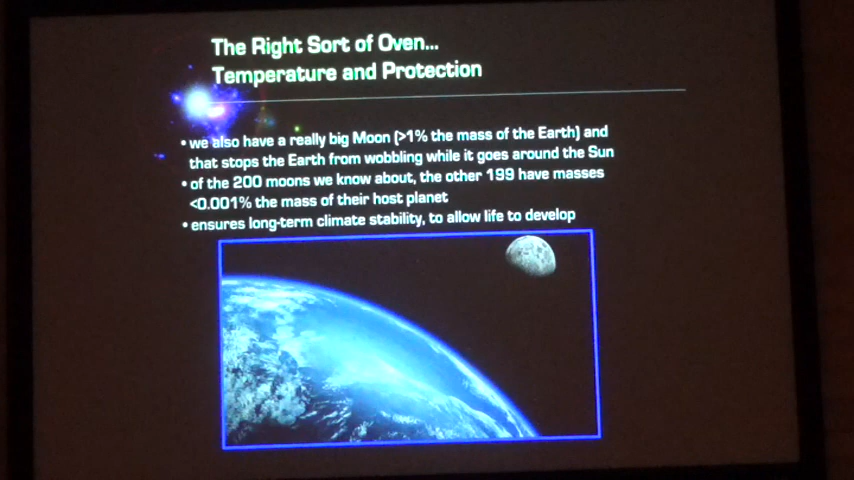 The Right Sort of Oven...
Temperature and Protection
• we also have a really big Moon (>1% the mass of the Earth) and
that stops the Earth from wobbling while it goes around the Sun
• of the 200 moons we know about, the other 199 have masses
<0.001% the mass of their host planet
• ensures long-term climate stability, to allow life to develop